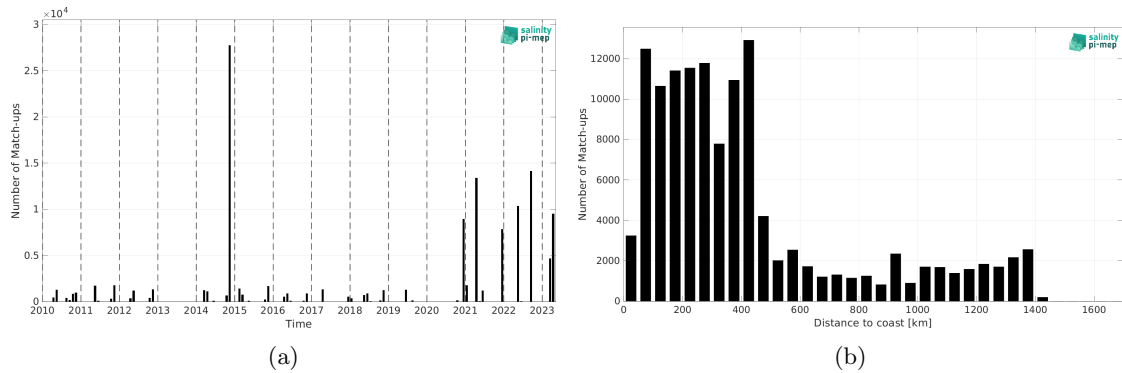 ×10⁴
3
2.5
2
1.5
1
0.5
0
Number of Match-ups
2010 2011 2012 2013 2014 2015 2016 2017 2018 2019 2020 2021 2022 2023
Time
salinity
pi-mep
(a)
12000
10000
8000
6000
4000
2000
0
Number of Match-ups
0 200 400 600 800 1000 1200 1400 1600
Distance to coast [km]
salinity
pi-mep
(b)